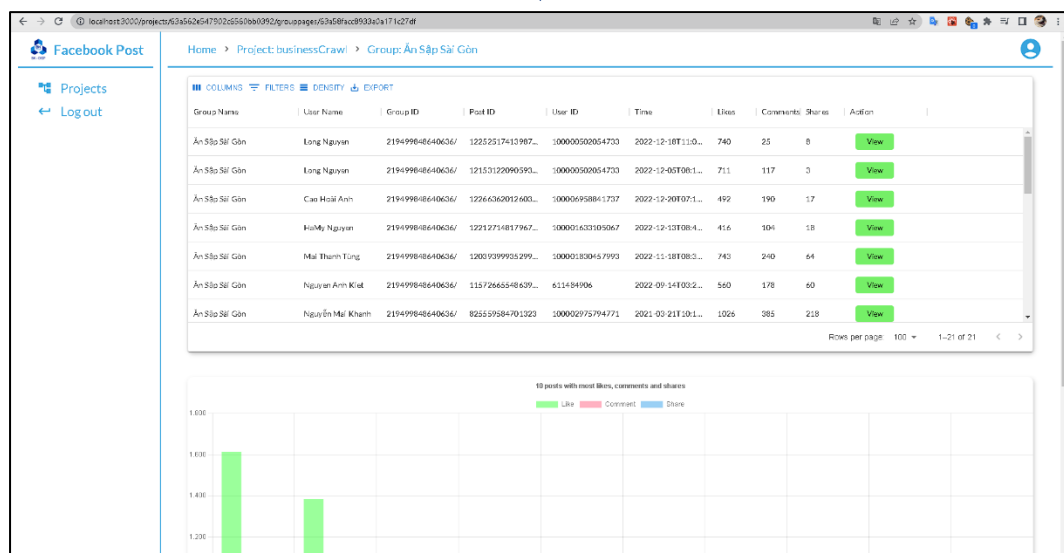 localhost:3000/projects/63a562e547902c6560bb0392/grouppages/63a58facc8933a0a171c27df
Facebook Post
Home > Project: businessCrawl > Group: Ăn Sập Sài Gòn
Projects
Log out
COLUMNS FILTERS DENSITY EXPORT
Group Name User Name Group ID Post ID User ID Time Likes Comments Shares Action
Ăn Sập Sài Gòn Long Nguyen 219499848640636/ 12252517413987... 100000502054733 2022-12-18T11:0... 740 25 8 View
Ăn Sập Sài Gòn Long Nguyen 219499848640636/ 12153122090593... 100000502054733 2022-12-05T08:1... 711 117 3 View
Ăn Sập Sài Gòn Cao Hoài Anh 219499848640636/ 12266362012603... 100006958841737 2022-12-20T07:1... 492 190 17 View
Ăn Sập Sài Gòn HaMy Nguyen 219499848640636/ 12212714817967... 100001633105067 2022-12-13T08:4... 416 104 18 View
Ăn Sập Sài Gòn Mai Thanh Tùng 219499848640636/ 12039399935299... 100001830457993 2022-11-18T08:3... 743 240 64 View
Ăn Sập Sài Gòn Nguyen Anh Kiet 219499848640636/ 11572665548639... 611484906 2022-09-14T03:2... 560 178 60 View
Ăn Sập Sài Gòn Nguyễn Mai Khanh 219499848640636/ 825559584701323 100002975794771 2021-03-21T10:1... 1026 385 218 View
Rows per page: 100 1–21 of 21
10 posts with most likes, comments and shares
Like Comment Share
1.800
1.600
1.400
1.200